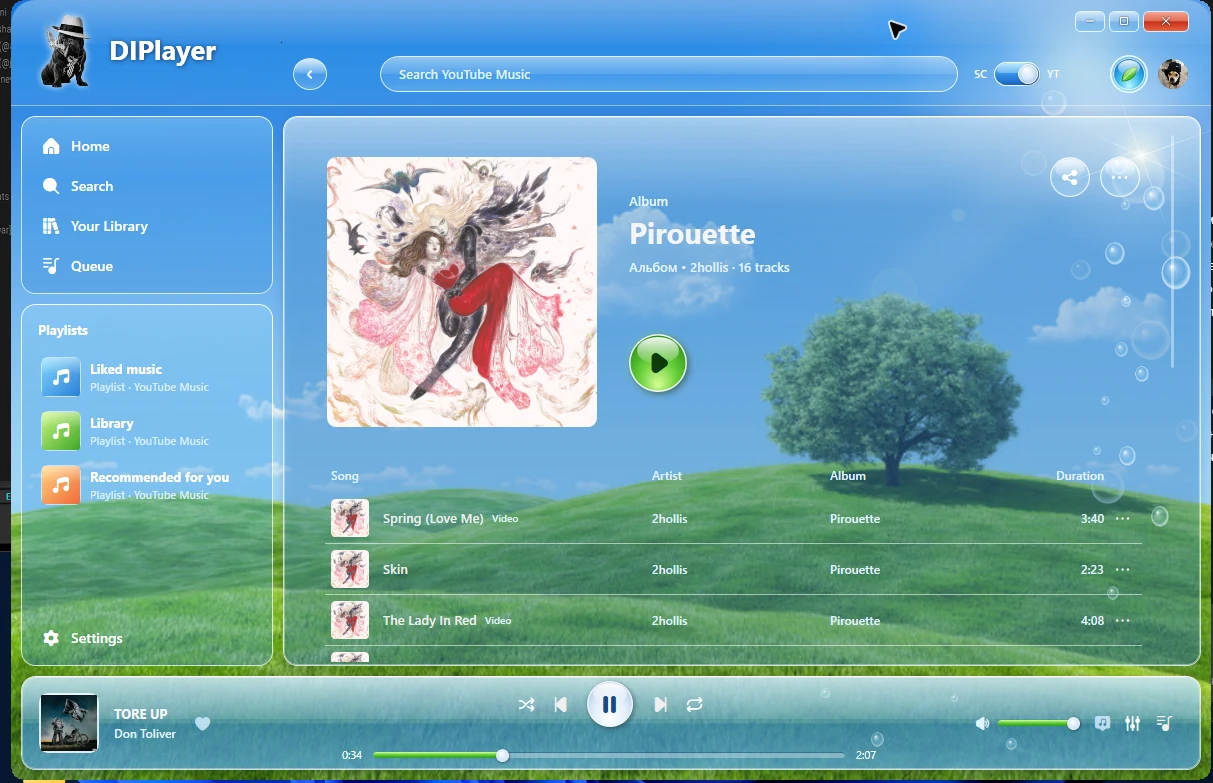 DIPlayer
Search YouTube Music
SC
YT
Home
Search
Your Library
Queue
Playlists
Liked music
Playlist · YouTube Music
Library
Playlist · YouTube Music
Recommended for you
Playlist · YouTube Music
Settings
Album
Pirouette
Альбом • 2hollis · 16 tracks
Song Artist Album Duration
Spring (Love Me) Video 2hollis Pirouette 3:40
Skin 2hollis Pirouette 2:23
The Lady In Red Video 2hollis Pirouette 4:08
TORE UP
Don Toliver
0:34
2:07